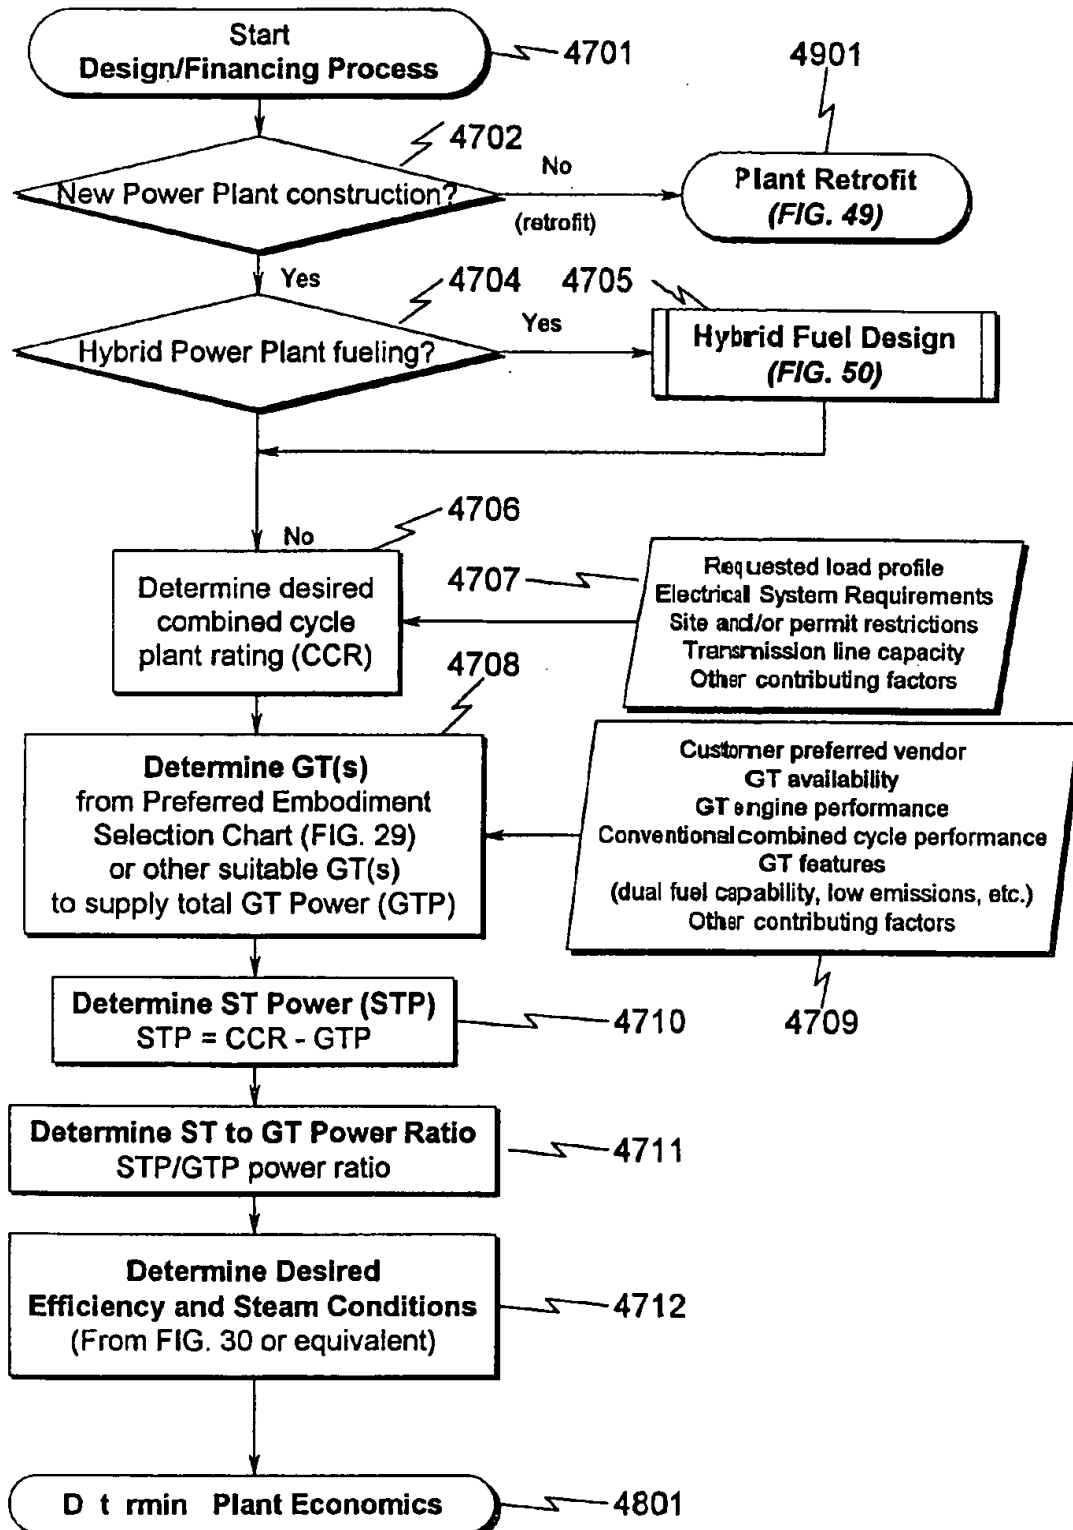 Start
Design/Financing Process
4701
4901
4702
New Power Plant construction?
No
(retrofit)
Plant Retrofit
(FIG. 49)
Yes
4704
4705
Hybrid Power Plant fueling?
Yes
Hybrid Fuel Design
(FIG. 50)
No
4706
Determine desired
combined cycle
plant rating (CCR)
4707
Requested load profile
Electrical System Requirements
Site and/or permit restrictions
Transmission line capacity
Other contributing factors
4708
Determine GT(s)
from Preferred Embodiment
Selection Chart (FIG. 29)
or other suitable GT(s)
to supply total GT Power (GTP)
Customer preferred vendor
GT availability
GT engine performance
Conventional combined cycle performance
GT features
(dual fuel capability, low emissions, etc.)
Other contributing factors
4709
Determine ST Power (STP)
STP = CCR - GTP
4710
Determine ST to GT Power Ratio
STP/GTP power ratio
4711
Determine Desired
Efficiency and Steam Conditions
(From FIG. 30 or equivalent)
4712
D t rmin Plant Economics
4801